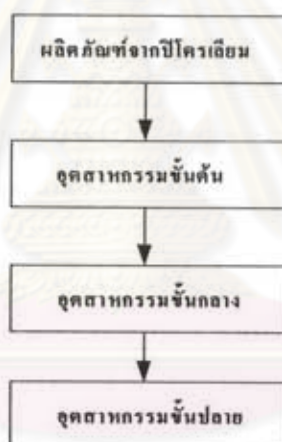 ผลิตภัณฑ์จากปิโตรเลียม
อุตสาหกรรมขั้นต้น
อุตสาหกรรมขั้นกลาง
อุตสาหกรรมขั้นปลาย